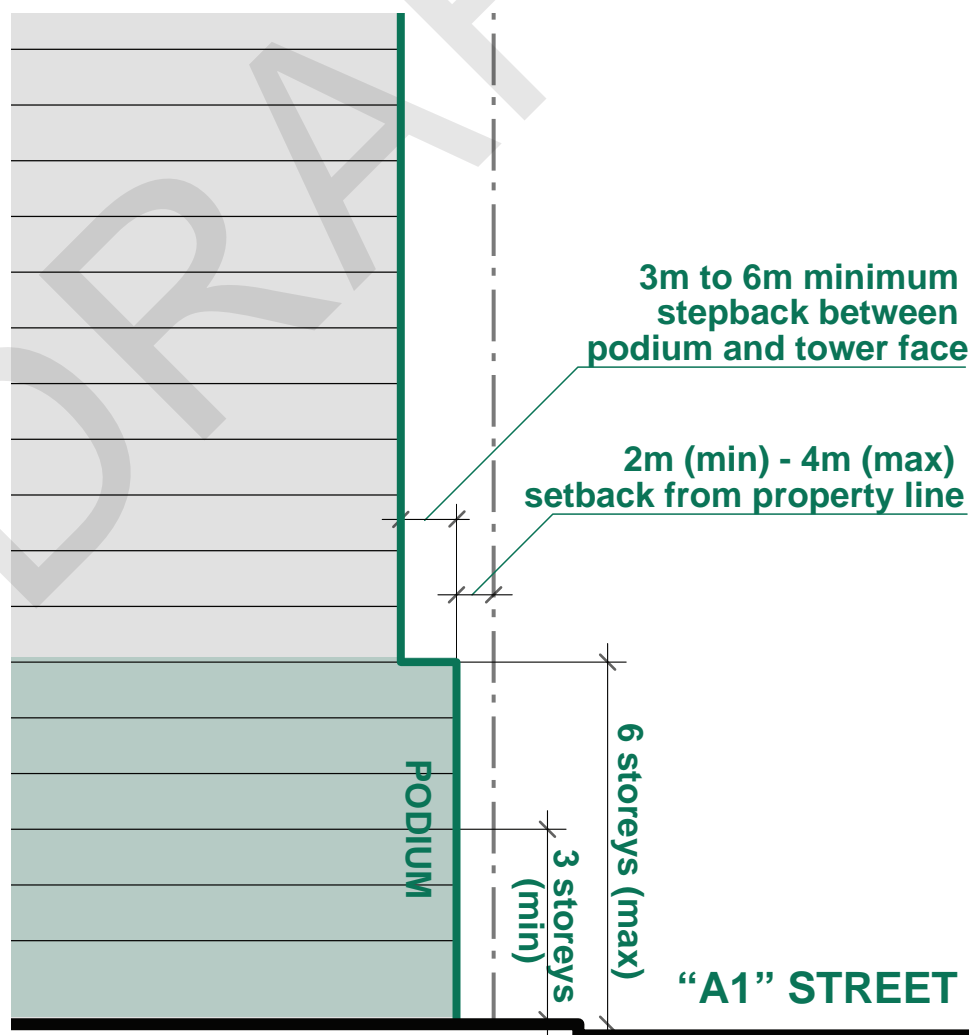 DRAF
3m to 6m minimum
stepback between
podium and tower face
2m (min) - 4m (max)
setback from property line
PODIUM
6 storeys (max)
3 storeys
(min)
“A1” STREET